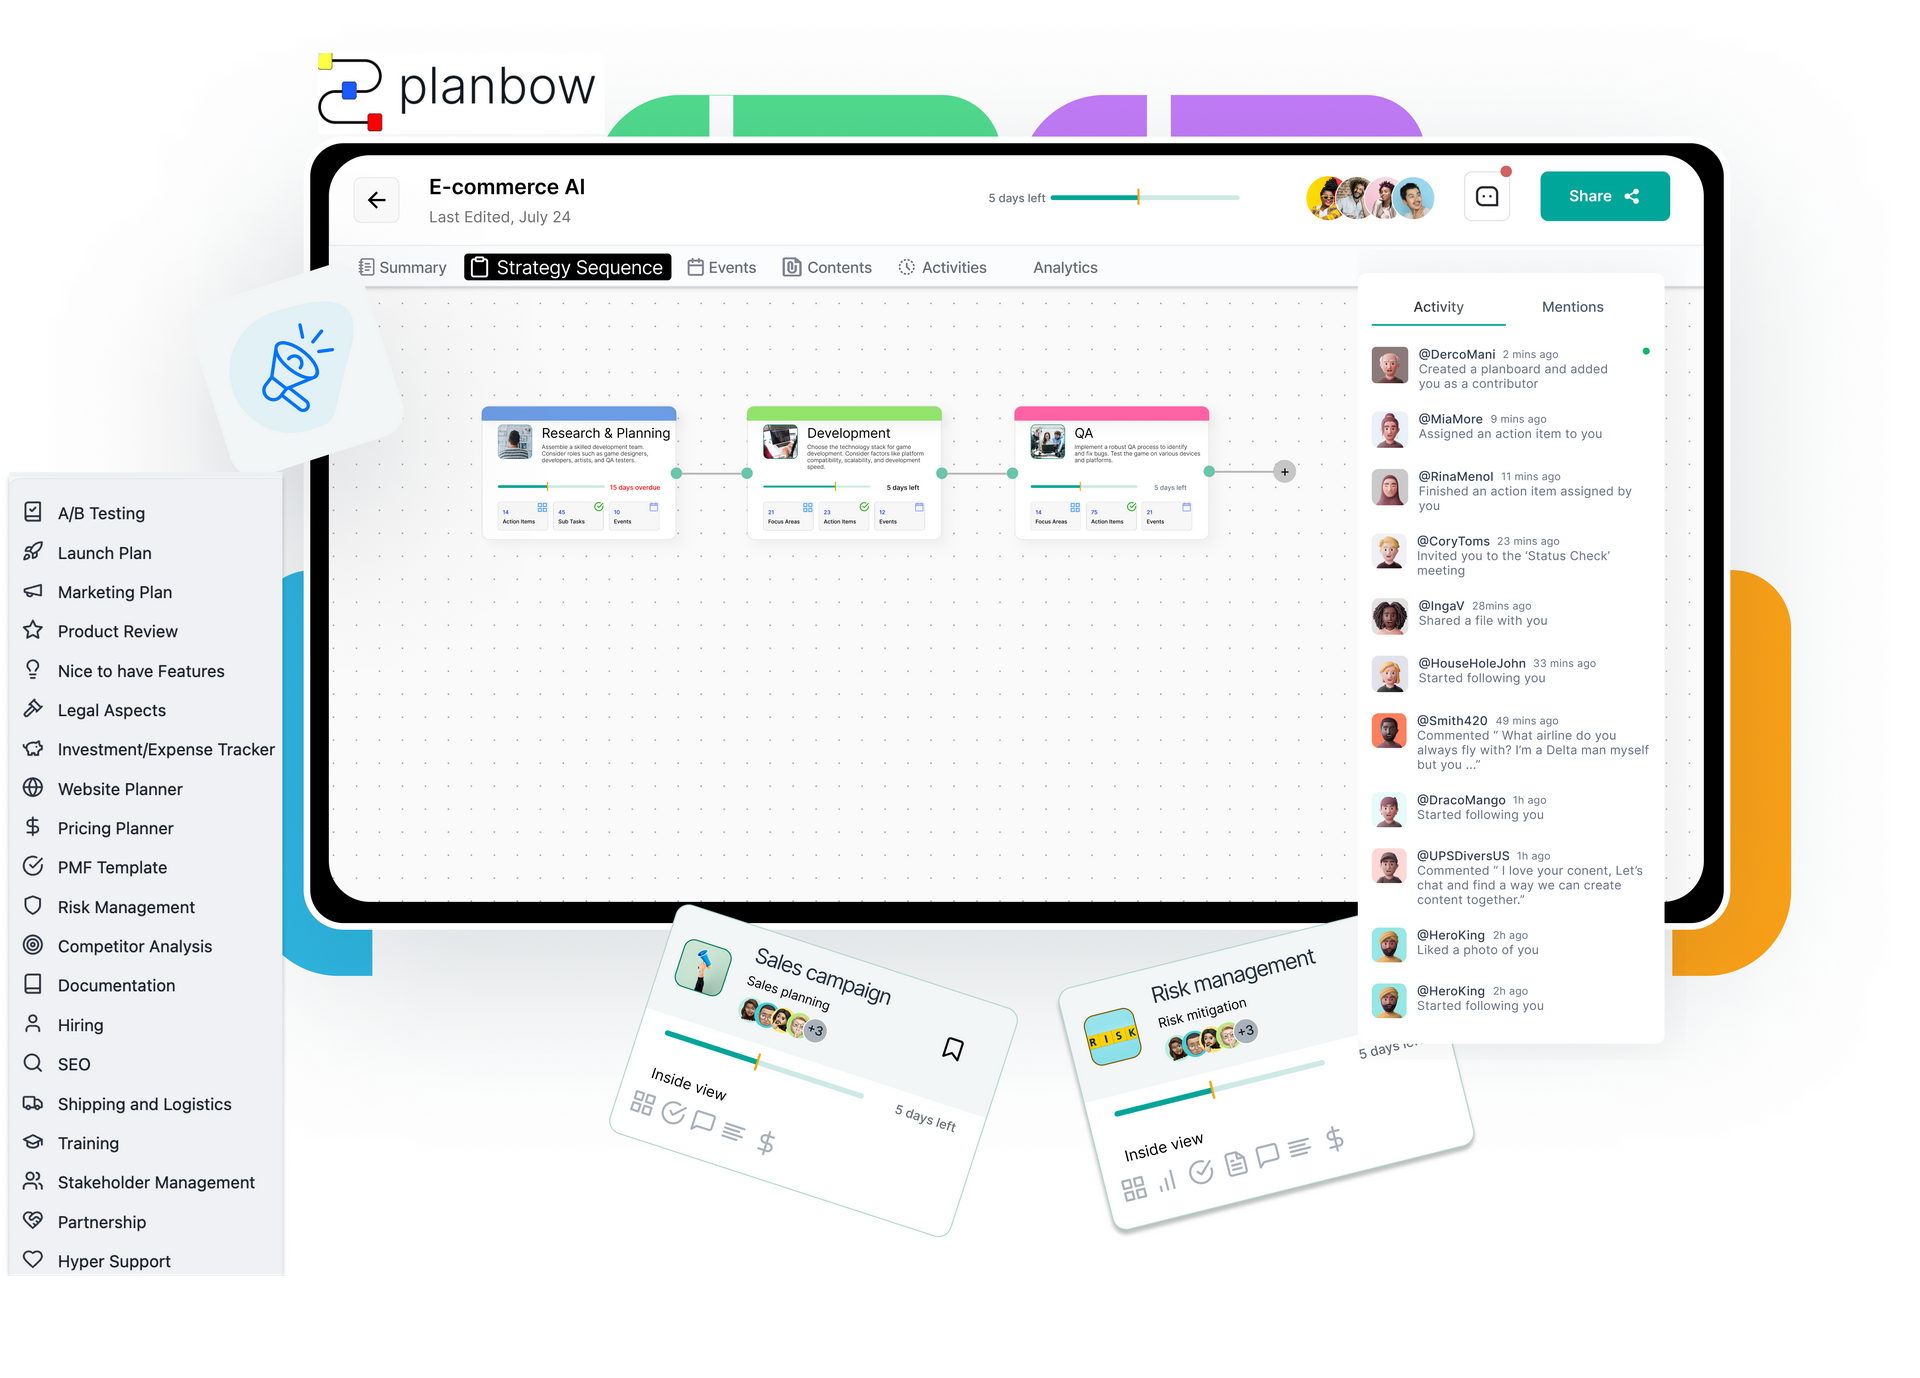 planbow
E-commerce AI
Last Edited, July 24
5 days left
Share
Summary
Strategy Sequence
Events
Contents
Activities
Analytics
Research & Planning
Assemble a skilled development team.
Consider roles such as game designers,
developers, artists, and QA testers.
15 days overdue
14
Action Items
45
Sub Tasks
10
Events
Development
Choose the technology stack for game
development. Consider factors like platform
compatibility, scalability, and development
speed.
5 days left
21
Focus Areas
23
Action Items
12
Events
QA
Implement a robust QA process to identify
and fix bugs. Test the game on various devices
and platforms.
5 days left
14
Focus Areas
75
Action Items
21
Events
+
Activity
Mentions
@DercoMani 2 mins ago
Created a planboard and added
you as a contributor
@MiaMore 9 mins ago
Assigned an action item to you
@RinaMenol 11 mins ago
Finished an action item assigned by
you
@CoryToms 23 mins ago
Invited you to the ‘Status Check’
meeting
@IngaV 28mins ago
Shared a file with you
@HouseHoleJohn 33 mins ago
Started following you
@Smith420 49 mins ago
Commented “ What airline do you
always fly with? I’m a Delta man myself
but you ...”
@DracoMango 1h ago
Started following you
@UPSDiversUS 1h ago
Commented “ I love your conent, Let’s
chat and find a way we can create
content together.”
@HeroKing 2h ago
Liked a photo of you
@HeroKing 2h ago
Started following you
A/B Testing
Launch Plan
Marketing Plan
Product Review
Nice to have Features
Legal Aspects
Investment/Expense Tracker
Website Planner
Pricing Planner
PMF Template
Risk Management
Competitor Analysis
Documentation
Hiring
SEO
Shipping and Logistics
Training
Stakeholder Management
Partnership
Hyper Support
Sales campaign
Sales planning
+3
5 days left
Inside view
Risk management
RISK
Risk mitigation
+3
5 days
Inside view